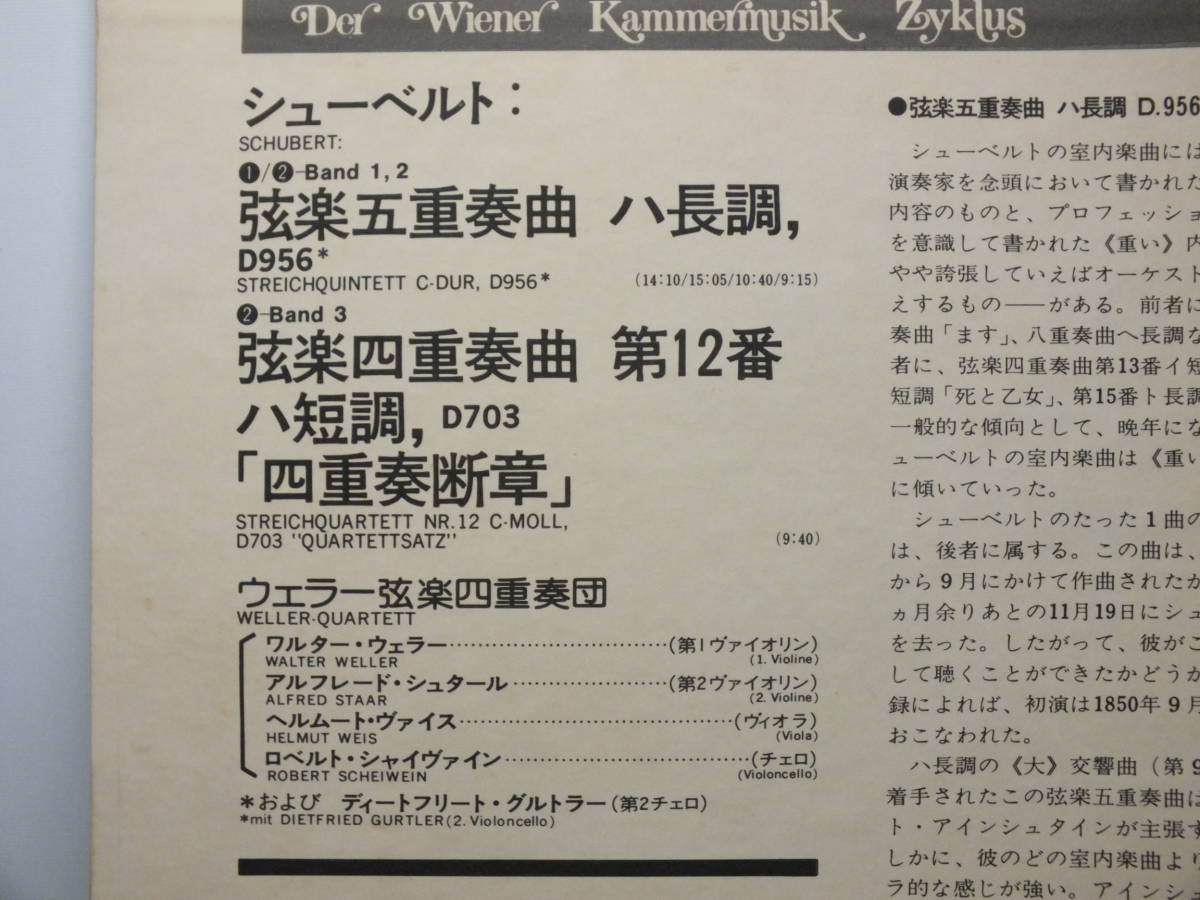 Der Wiener Kammermusik Zyklus
シューベルト:
SCHUBERT:
❶/❷-Band 1, 2
弦楽五重奏曲 ハ長調,
D956*
STREICHQUINTETT C-DUR, D956* (14:10/15:05/10:40/9:15)
❷-Band 3
弦楽四重奏曲 第12番
ハ短調, D703
「四重奏断章」
STREICHQUARTETT NR.12 C-MOLL,
D703 "QUARTETTSATZ" (9:40)
ウェラー弦楽四重奏団
WELLER-QUARTETT
ワルター・ウェラー……………………………(第1ヴァイオリン)
WALTER WELLER (1. Violine)
アルフレード・シュタール……………………(第2ヴァイオリン)
ALFRED STAAR (2. Violine)
ヘルムート・ヴァイス…………………………………(ヴィオラ)
HELMUT WEIS (Viola)
ロベルト・シャイヴァイン………………………………(チェロ)
ROBERT SCHEIWEIN (Violoncello)
*および ディートフリート・グルトラー(第2チェロ)
*mit DIETFRIED GURTLER(2. Violoncello)
●弦楽五重奏曲 ハ長調 D.956
シューベルトの室内楽曲には
演奏家を念頭において書かれた
内容のものと、プロフェッショ
を意識して書かれた《重い》内
やや誇張していえばオーケスト
えするもの――がある。前者に
奏曲「ます」、八重奏曲ヘ長調な
者に、弦楽四重奏曲第13番イ短
短調「死と乙女」、第15番ト長調
一般的な傾向として、晩年にな
ューベルトの室内楽曲は《重い
に傾いていった。
シューベルトのたった1曲の
は、後者に属する。この曲は、
から9月にかけて作曲されたが
ヵ月余りあとの11月19日にシュ
を去った。したがって、彼がこ
して聴くことができたかどうか
録によれば、初演は1850年9月
おこなわれた。
ハ長調の《大》交響曲(第9
着手されたこの弦楽五重奏曲は
ト・アインシュタインが主張す
しかに、彼のどの室内楽曲より
ラ的な感じが強い。アインシュ